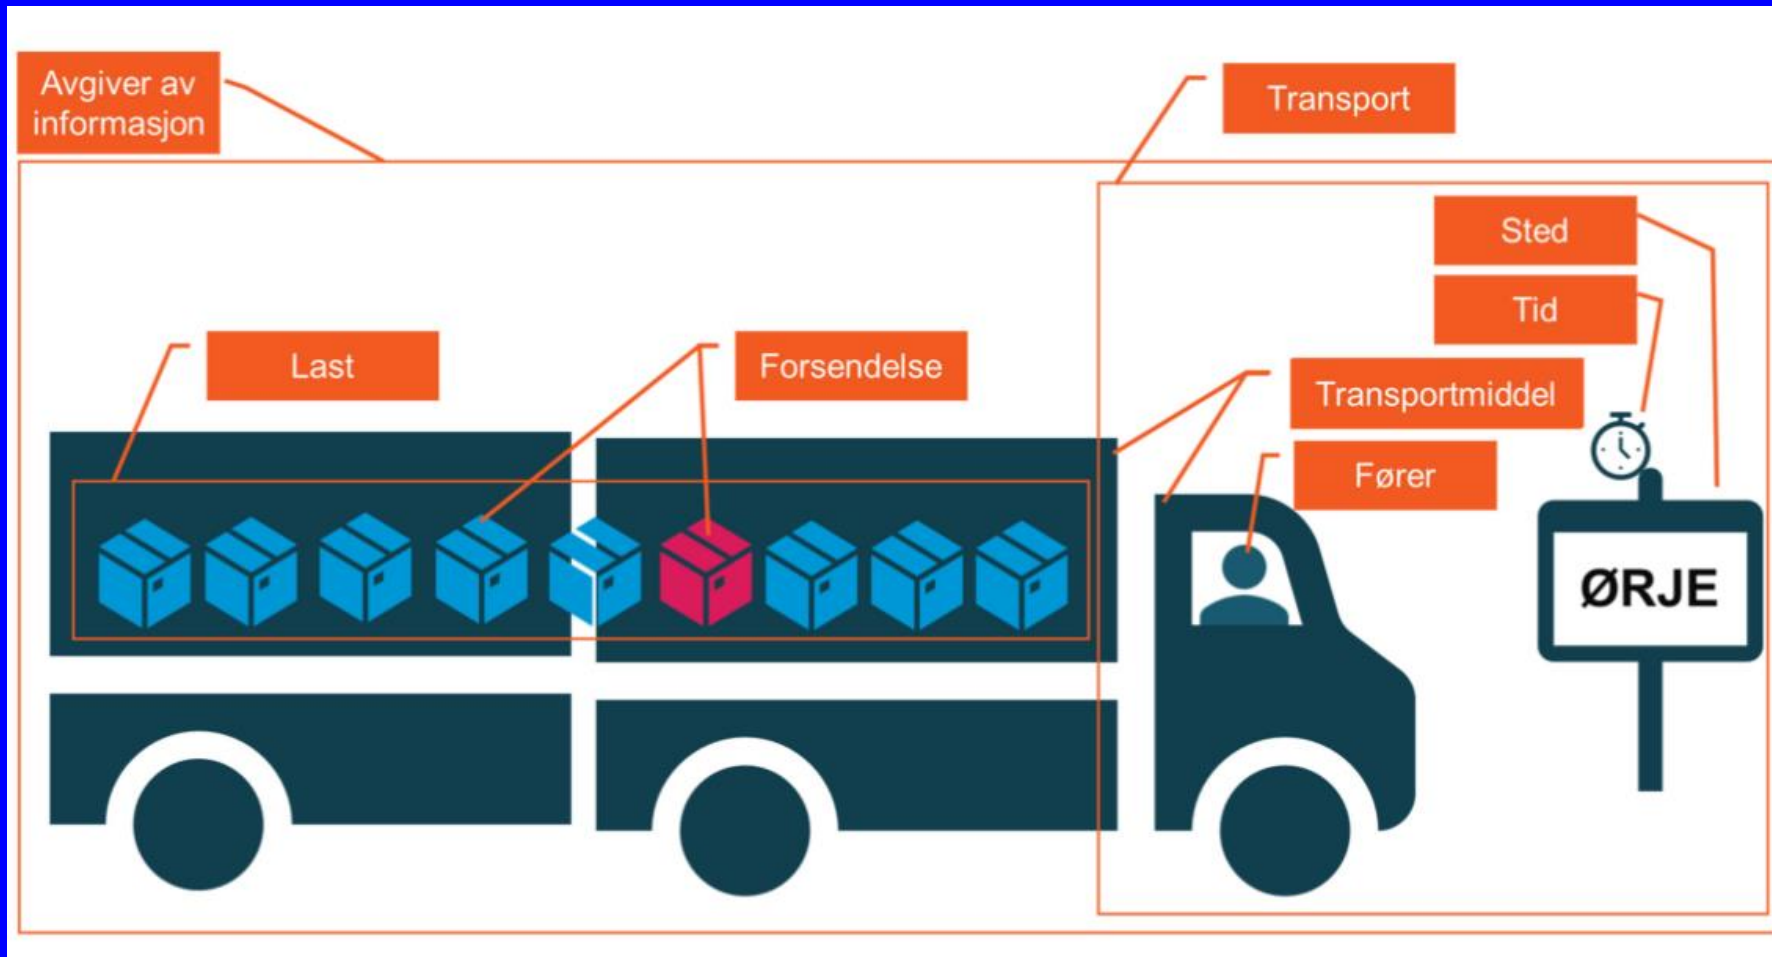 Avgiver av
informasjon
Transport
Sted
Tid
Last
Forsendelse
Transportmiddel
Fører
ØRJE